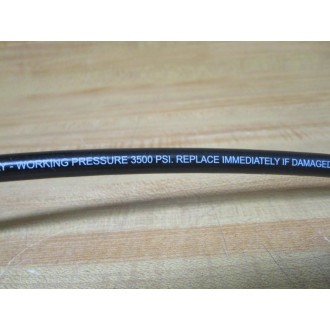 Y - WORKING PRESSURE 3500 PSI. REPLACE IMMEDIATELY IF DAMAGED